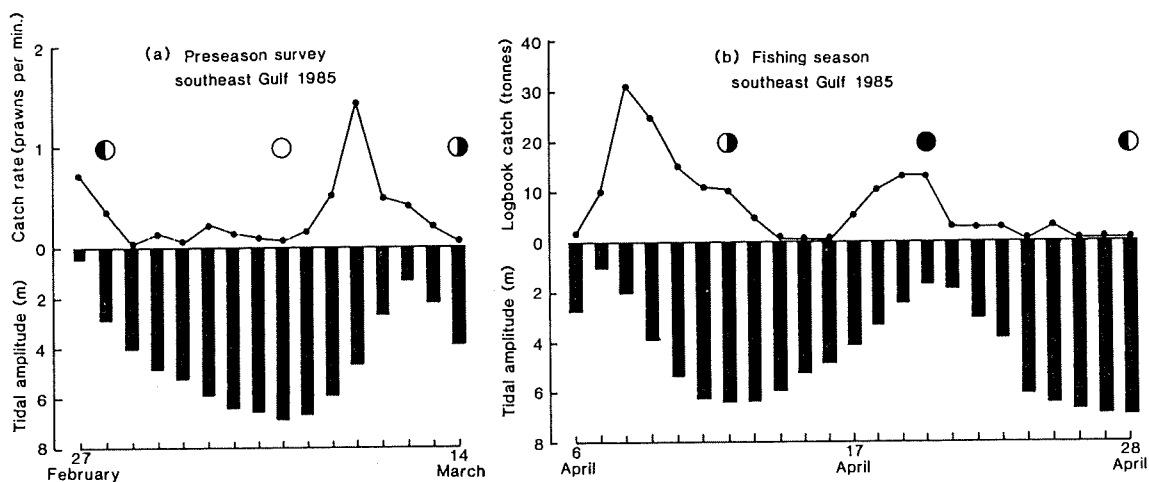 (a) Preseason survey
southeast Gulf 1985
Catch rate (prawns per min.)
2
1
0
Tidal amplitude (m)
2
4
6
8
27
February
14
March
(b) Fishing season
southeast Gulf 1985
Logbook catch (tonnes)
40
30
20
10
0
Tidal amplitude (m)
2
4
6
8
6
April
17
April
28
April